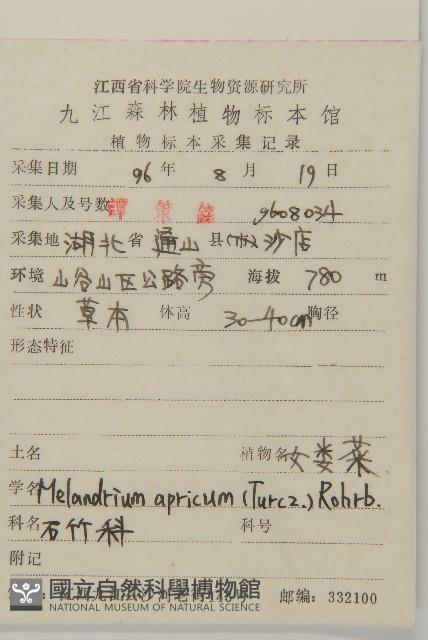 江西省科学院生物资源研究所
九江森林植物标本馆
植物标本采集记录
采集日期 96 年 8 月 19 日
采集人及号数 譚策銘 9608034
采集地 湖北 省 通山 县(市) 沙店
环境 山谷山区公路旁 海拔 780 m
性状 草本 体高 30-40cm 胸径
形态特征
土名 植物名 女娄菜
学名 Melandrium apricum (Turcz.) Rohrb.
科名 石竹科 科号
附记
邮编：332100
國立自然科學博物館
NATIONAL MUSEUM OF NATURAL SCIENCE